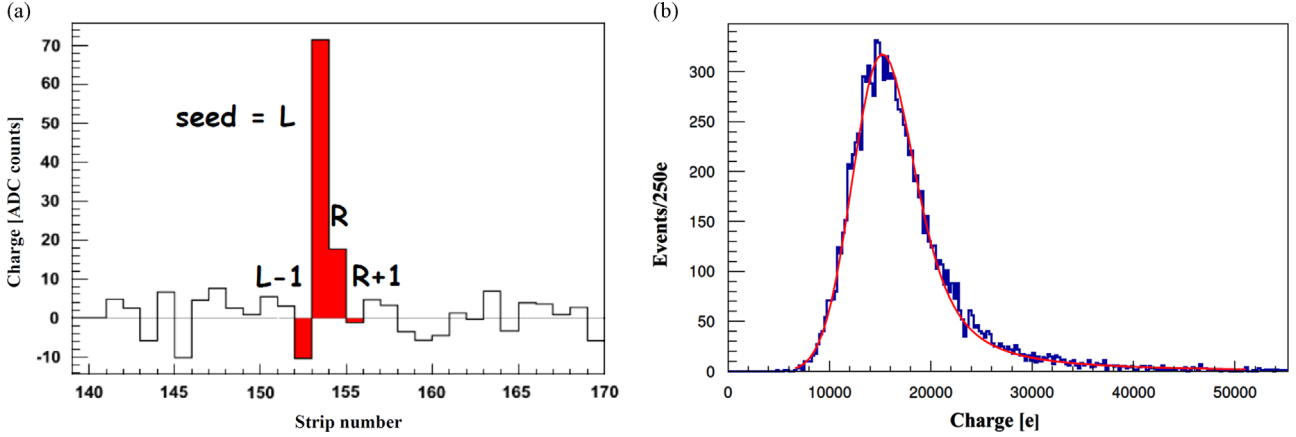 (a)
Charge [ADC counts]
70
60
50
40
30
20
10
0
-10
seed = L
R
L-1
R+1
140
145
150
155
160
165
170
Strip number
(b)
Events/250e
300
250
200
150
100
50
0
0
10000
20000
30000
40000
50000
Charge [e]